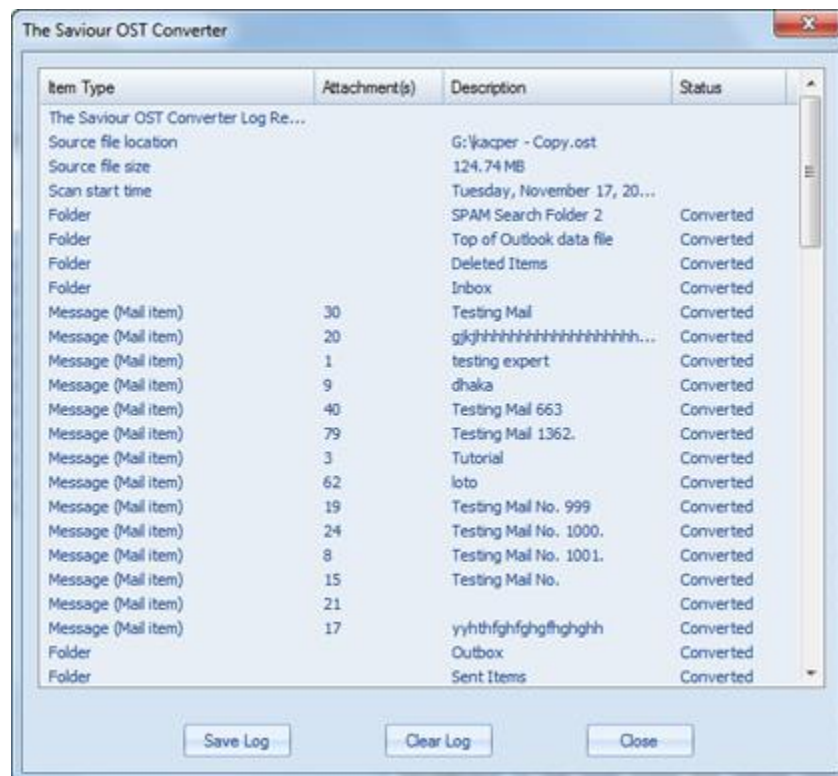 The Saviour OST Converter
Item Type Attachment(s) Description Status
The Saviour OST Converter Log Re...
Source file location G:\kacper - Copy.ost
Source file size 124.74 MB
Scan start time Tuesday, November 17, 20...
Folder SPAM Search Folder 2 Converted
Folder Top of Outlook data file Converted
Folder Deleted Items Converted
Folder Inbox Converted
Message (Mail item) 30 Testing Mail Converted
Message (Mail item) 20 Converted
Message (Mail item) 1 testing expert Converted
Message (Mail item) 9 dhaka Converted
Message (Mail item) 40 Testing Mail 663 Converted
Message (Mail item) 79 Testing Mail 1362. Converted
Message (Mail item) 3 Tutorial Converted
Message (Mail item) 62 loto Converted
Message (Mail item) 19 Testing Mail No. 999 Converted
Message (Mail item) 24 Testing Mail No. 1000. Converted
Message (Mail item) 8 Testing Mail No. 1001. Converted
Message (Mail item) 15 Testing Mail No. Converted
Message (Mail item) 21 Converted
Message (Mail item) 17 yyhthfghfghgfhghghh Converted
Folder Outbox Converted
Folder Sent Items Converted
Save Log Clear Log Close